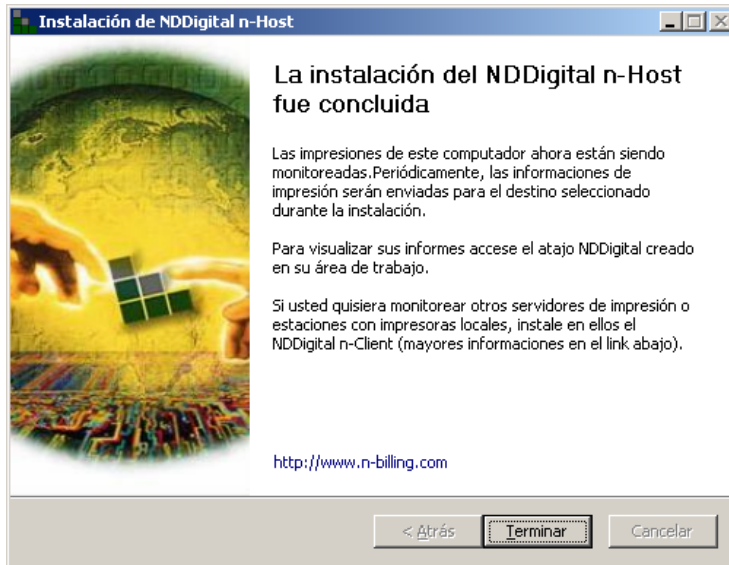 Instalación de NDDigital n-Host
La instalación del NDDigital n-Host
fue concluida
Las impresiones de este computador ahora están siendo
monitoreadas.Periódicamente, las informaciones de
impresión serán enviadas para el destino seleccionado
durante la instalación.
Para visualizar sus informes accese el atajo NDDigital creado
en su área de trabajo.
Si usted quisiera monitorear otros servidores de impresión o
estaciones con impresoras locales, instale en ellos el
NDDigital n-Client (mayores informaciones en el link abajo).
http://www.n-billing.com
< Atrás Terminar Cancelar